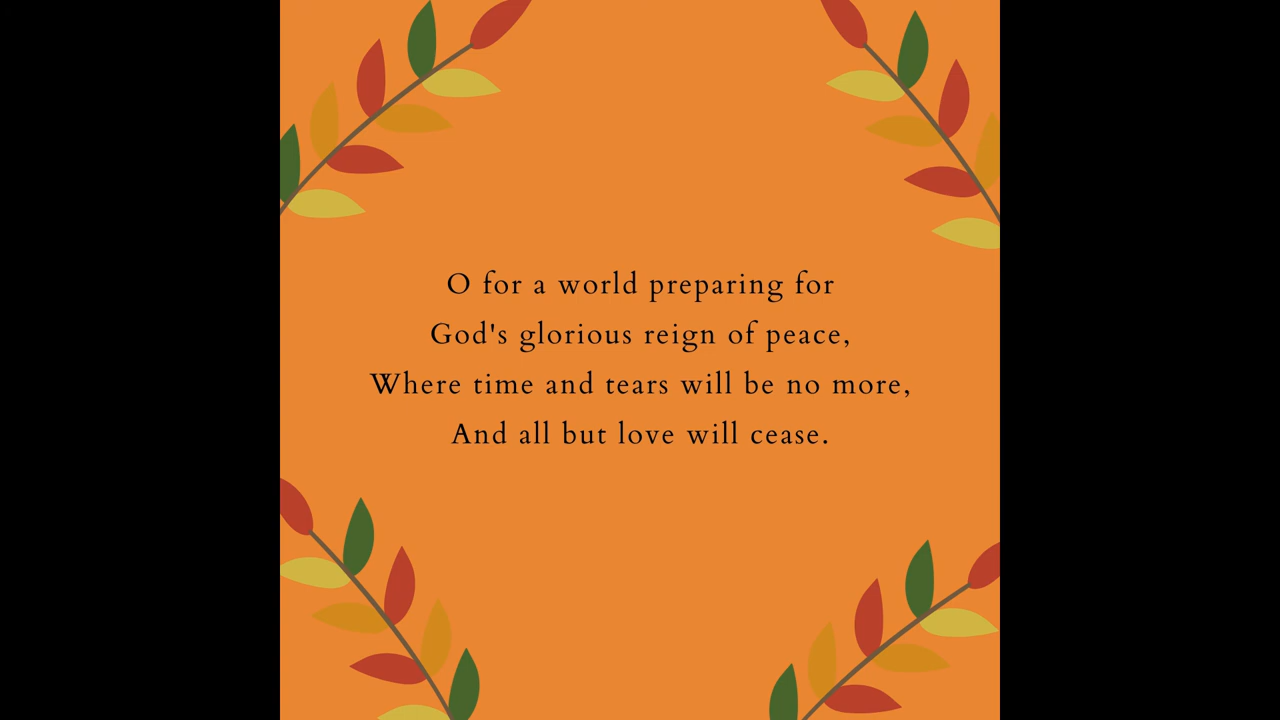 O for a world preparing for
God's glorious reign of peace,
Where time and tears will be no more,
And all but love will cease.